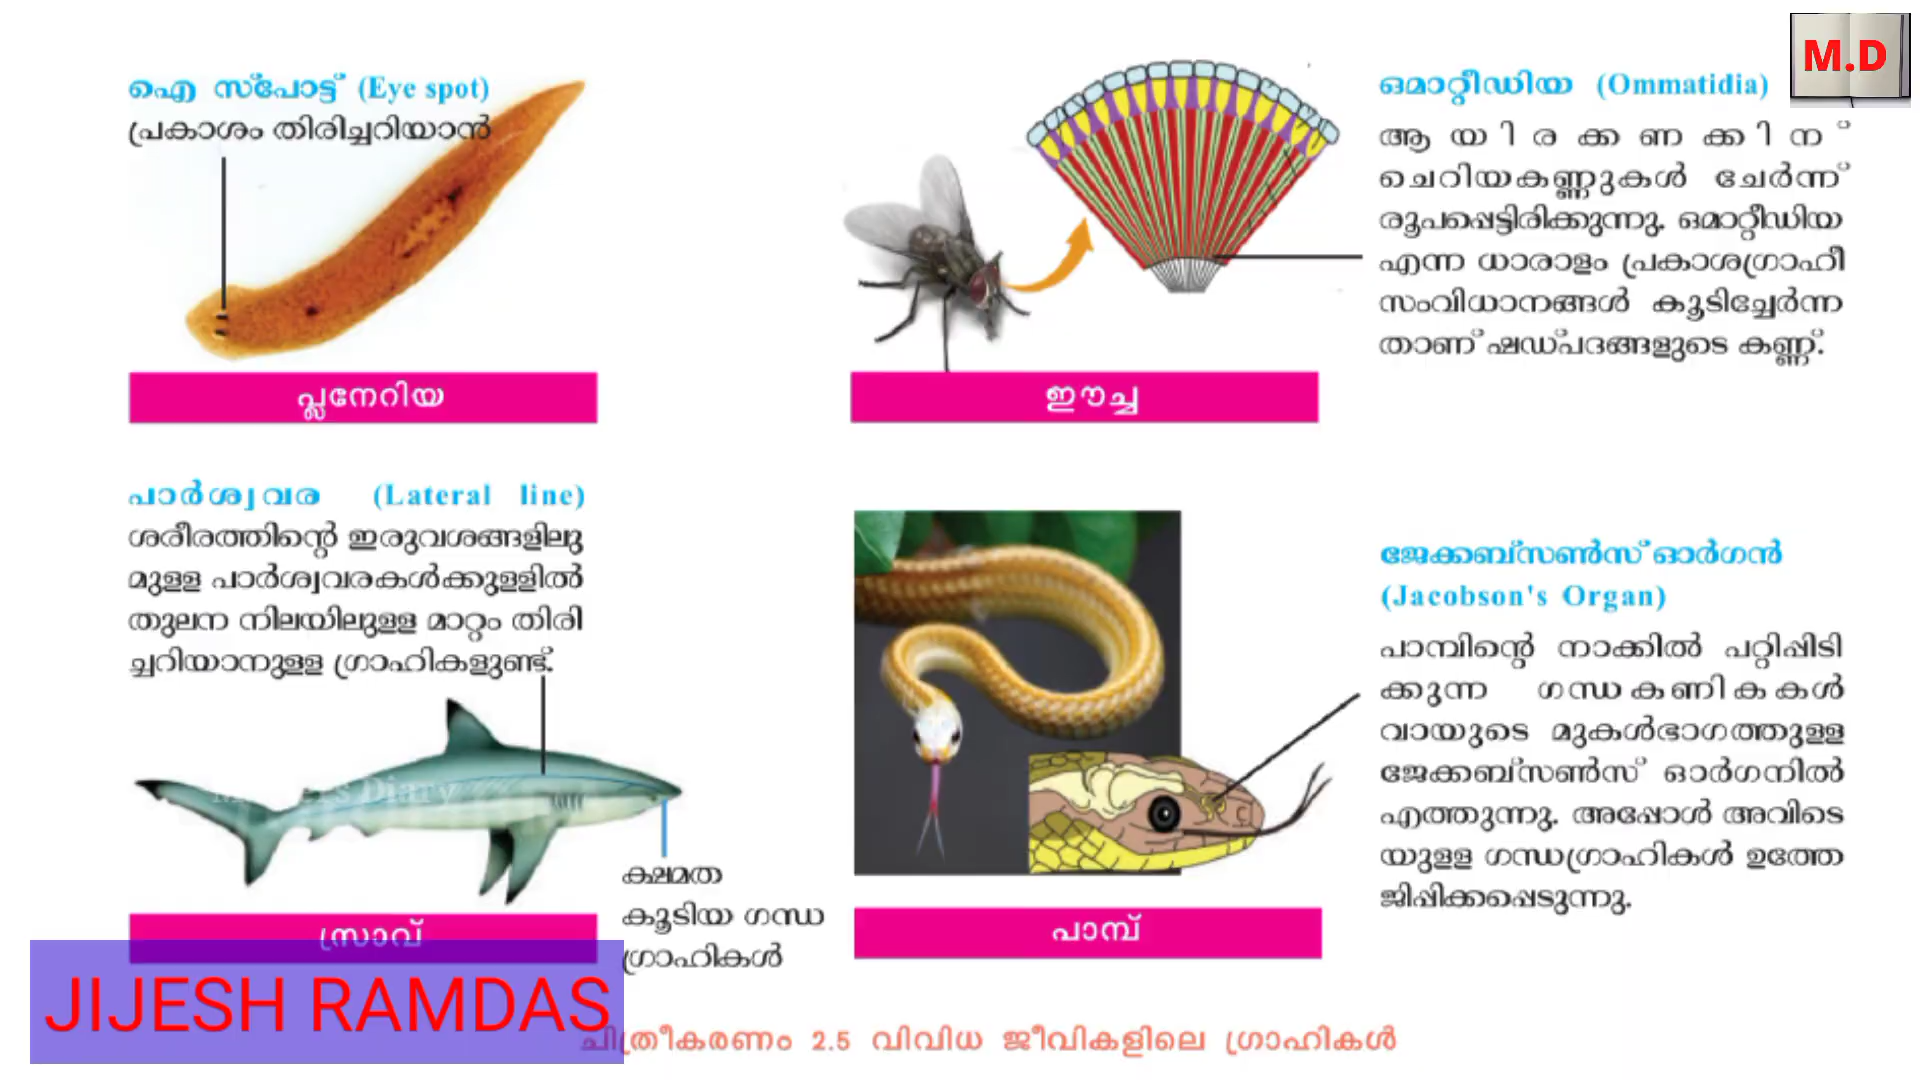 ഐ സ്പോട്ട് (Eye spot)
പ്രകാശം തിരിച്ചറിയാൻ
പ്ലനേറിയ
M.D
ഒമാറ്റീഡിയ (Ommatidia)
ആയിരക്കണക്കിന്
ചെറിയകണ്ണുകൾ ചേർന്ന്
രൂപപ്പെട്ടിരിക്കുന്നു. ഒമാറ്റീഡിയ
എന്ന ധാരാളം പ്രകാശഗ്രാഹീ
സംവിധാനങ്ങൾ കൂടിച്ചേർന്ന
താണ് ഷഡ്പദങ്ങളുടെ കണ്ണ്.
ഈച്ച
പാർശ്വവര (Lateral line)
ശരീരത്തിന്റെ ഇരുവശങ്ങളിലു
മുള്ള പാർശ്വവരകൾക്കുള്ളിൽ
തുലന നിലയിലുള്ള മാറ്റം തിരി
ച്ചറിയാനുള്ള ഗ്രാഹികളുണ്ട്.
ക്ഷമത
കൂടിയ ഗന്ധ
ഗ്രാഹികൾ
സ്രാവ്
ജേക്കബ്സൺസ് ഓർഗൻ
(Jacobson's Organ)
പാമ്പിന്റെ നാക്കിൽ പറ്റിപ്പിടി
ക്കുന്ന ഗന്ധകണികകൾ
വായുടെ മുകൾഭാഗത്തുള്ള
ജേക്കബ്സൺസ് ഓർഗനിൽ
എത്തുന്നു. അപ്പോൾ അവിടെ
യുള്ള ഗന്ധഗ്രാഹികൾ ഉത്തേ
ജിപ്പിക്കപ്പെടുന്നു.
പാമ്പ്
JIJESH RAMDAS
ചിത്രീകരണം 2.5 വിവിധ ജീവികളിലെ ഗ്രാഹികൾ